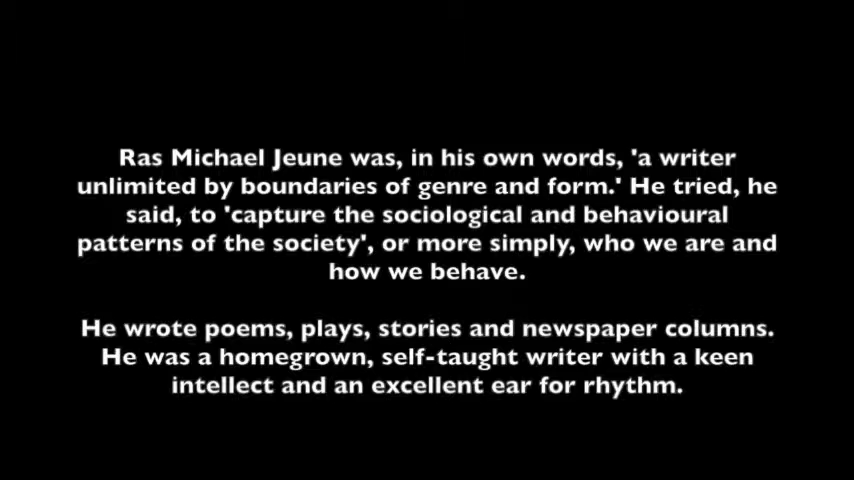 Ras Michael Jeune was, in his own words, 'a writer
unlimited by boundaries of genre and form.' He tried, he
said, to 'capture the sociological and behavioural
patterns of the society', or more simply, who we are and
how we behave.
He wrote poems, plays, stories and newspaper columns.
He was a homegrown, self-taught writer with a keen
intellect and an excellent ear for rhythm.